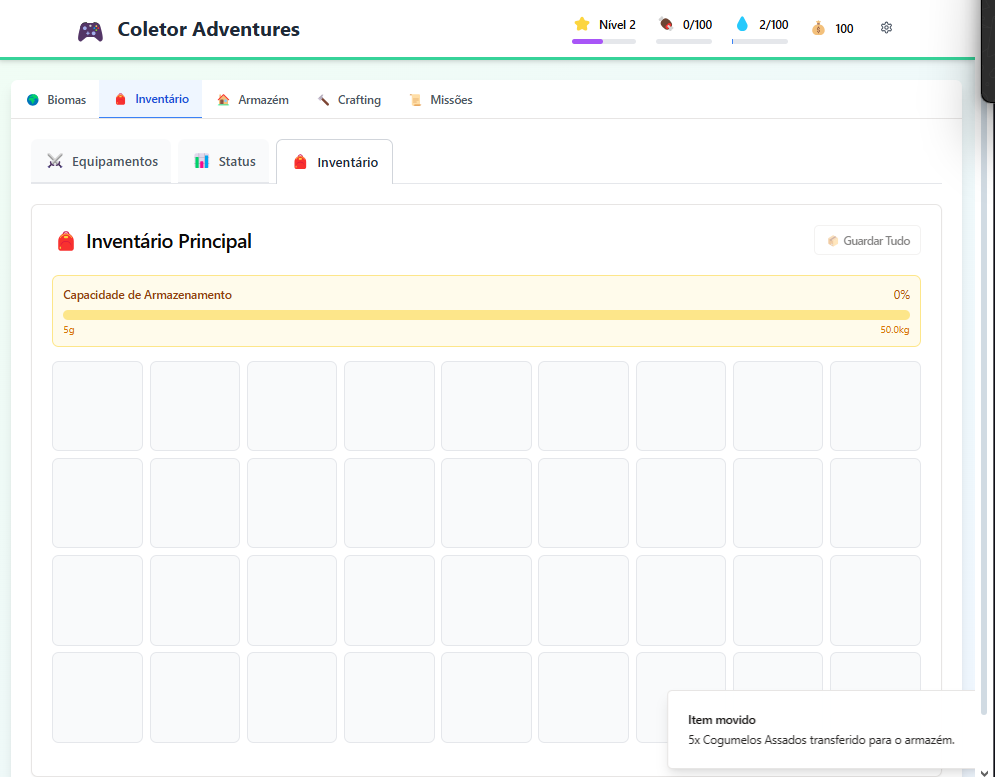 Coletor Adventures
Nível 2
0/100
2/100
100
Biomas
Inventário
Armazém
Crafting
Missões
Equipamentos
Status
Inventário
Inventário Principal
Guardar Tudo
Capacidade de Armazenamento
0%
5g
50.0kg
Item movido
5x Cogumelos Assados transferido para o armazém.